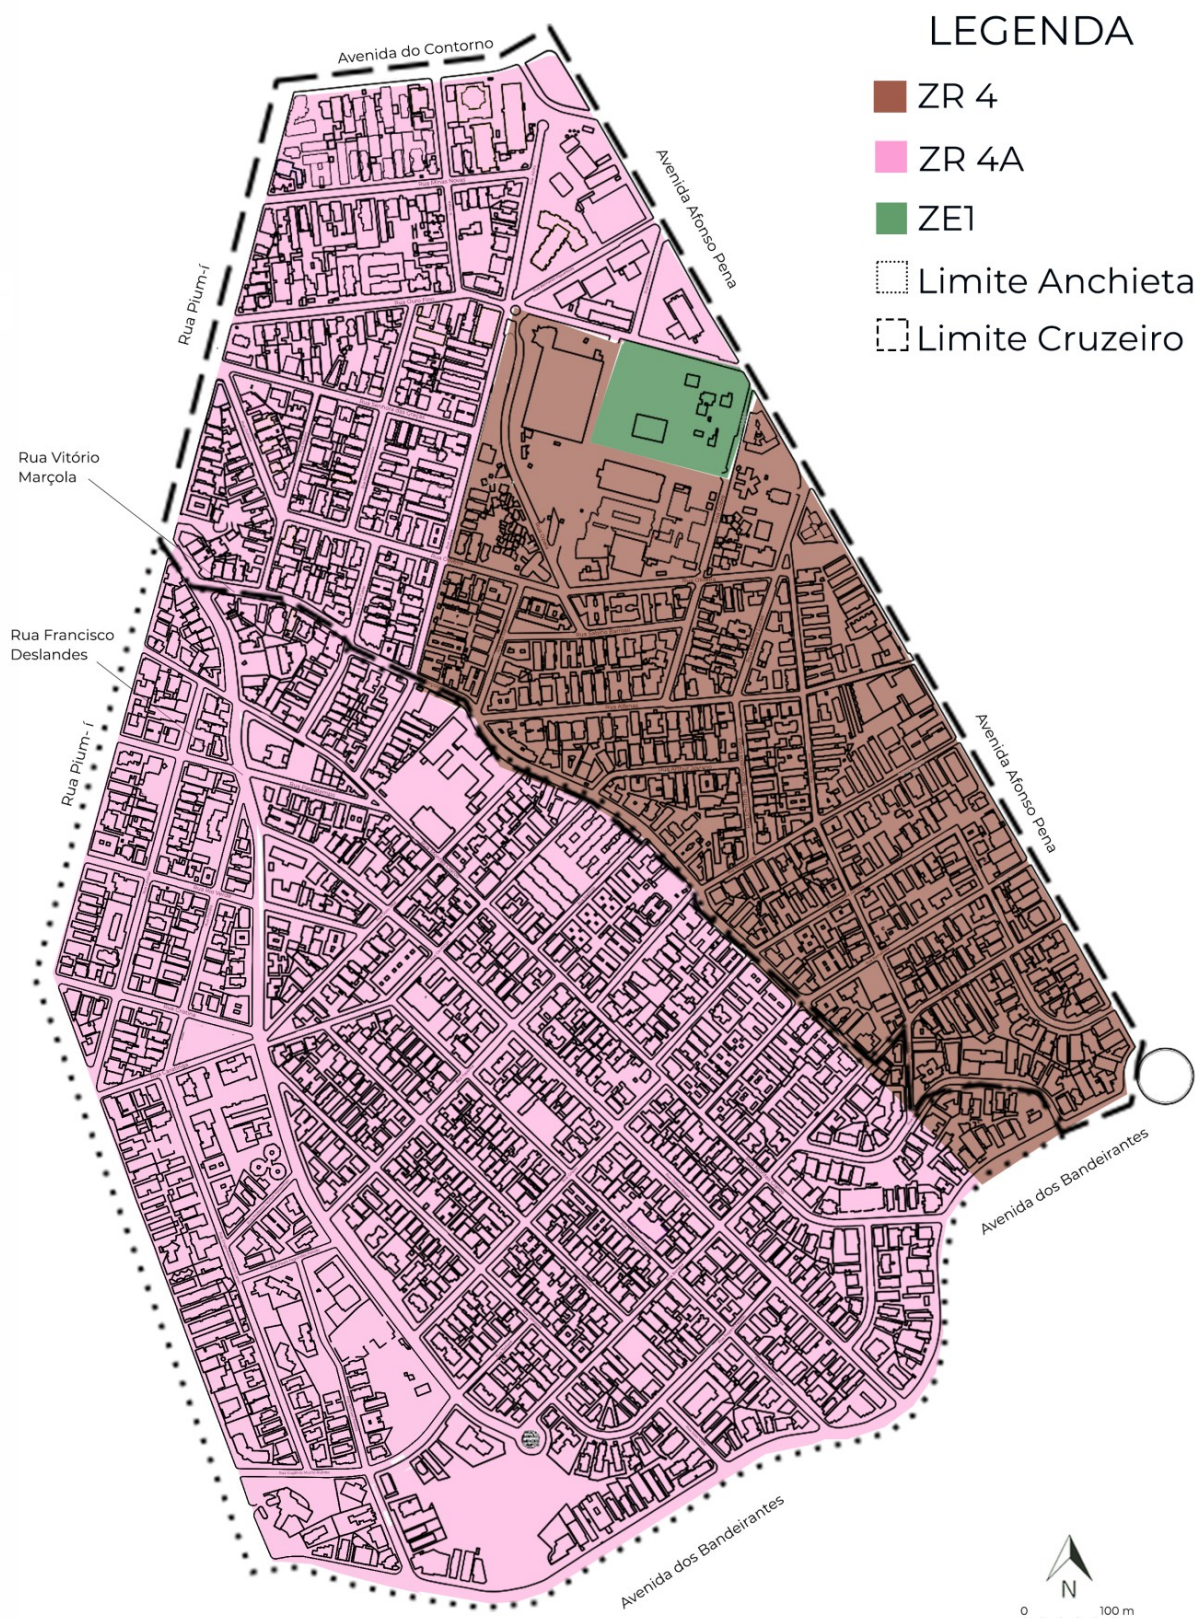 LEGENDA
ZR 4
ZR 4A
ZE1
Limite Anchieta
Limite Cruzeiro
Avenida do Contorno
Avenida Afonso Pena
Rua Pium-í
Rua Vitório
Marçola
Rua Francisco
Deslandes
Rua Pium-í
Avenida Afonso Pena
Avenida dos Bandeirantes
Avenida dos Bandeirantes
N
0 100 m